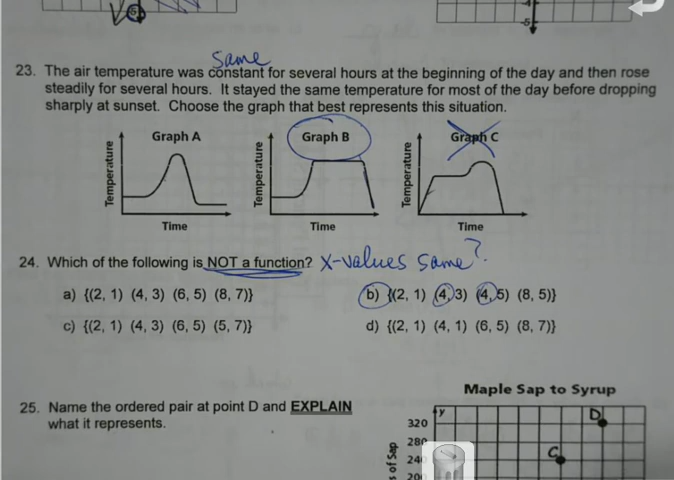 -5
same
23. The air temperature was constant for several hours at the beginning of the day and then rose
steadily for several hours. It stayed the same temperature for most of the day before dropping
sharply at sunset. Choose the graph that best represents this situation.
Graph A Graph B Graph C
Temperature Temperature Temperature
Time Time Time
24. Which of the following is NOT a function? x-values same?
a) {(2, 1) (4, 3) (6, 5) (8, 7)} b) {(2, 1) (4, 3) (4, 5) (8, 5)}
c) {(2, 1) (4, 3) (6, 5) (5, 7)} d) {(2, 1) (4, 1) (6, 5) (8, 7)}
Maple Sap to Syrup
25. Name the ordered pair at point D and EXPLAIN
what it represents.
y
D
320
280
C
240
of Sap